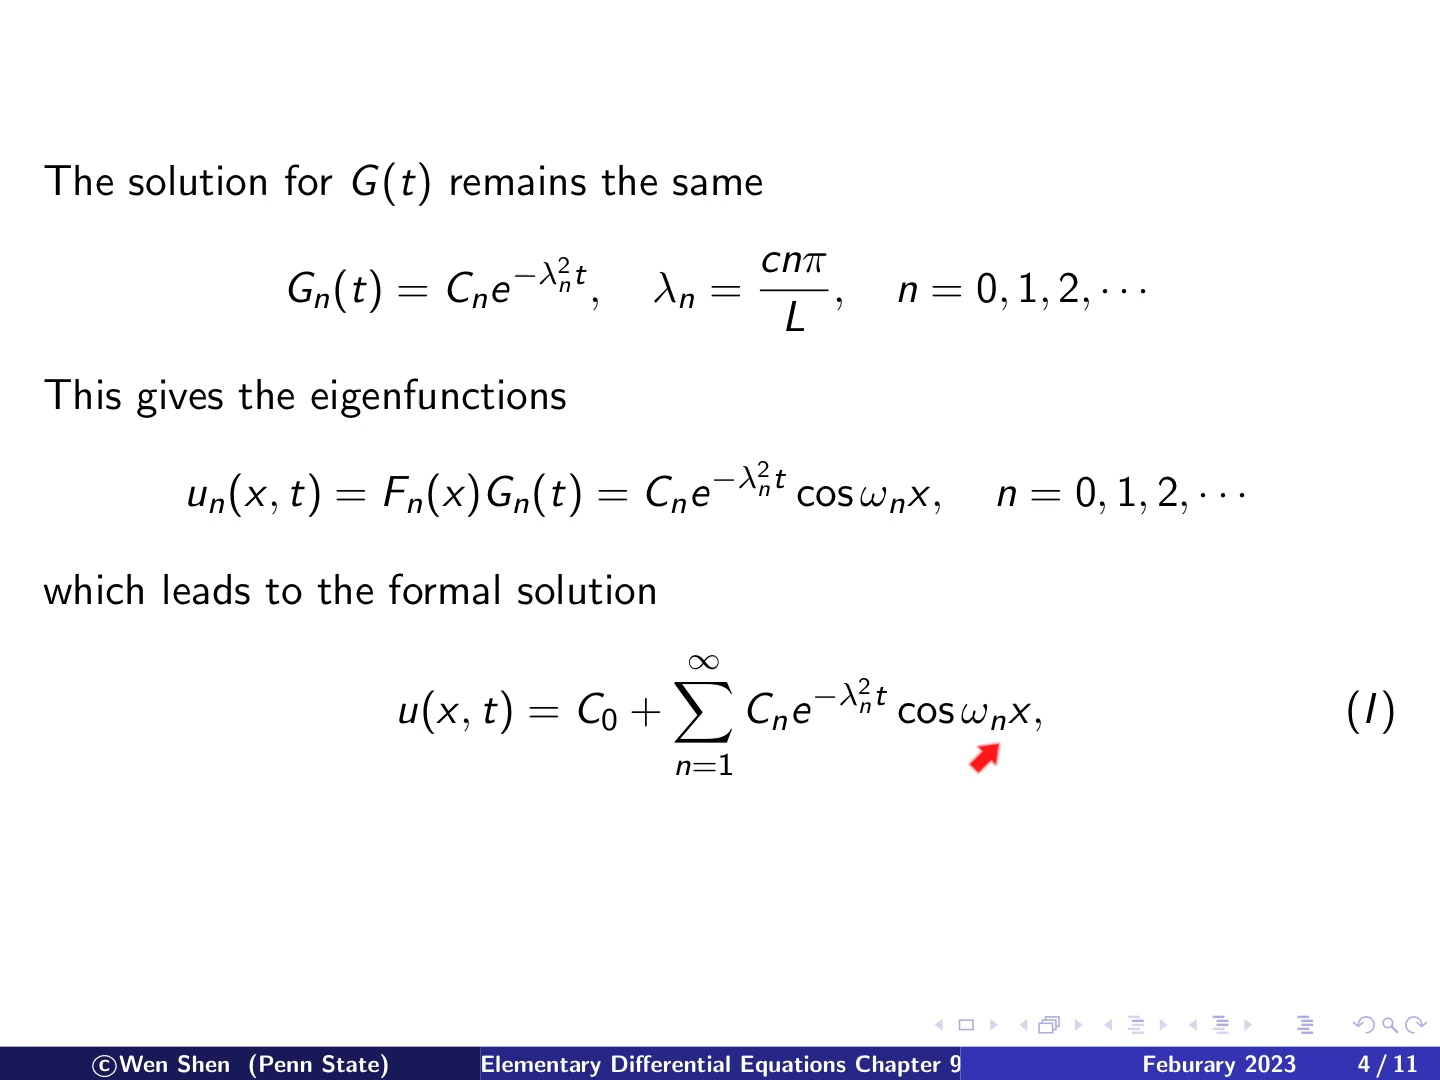 The solution for G(t) remains the same
Gₙ(t) = Cₙe^{−λₙ²t}, λₙ = cnπ/L, n = 0, 1, 2, ···
This gives the eigenfunctions
uₙ(x, t) = Fₙ(x)Gₙ(t) = Cₙe^{−λₙ²t} cos ωₙx, n = 0, 1, 2, ···
which leads to the formal solution
u(x, t) = C₀ + ∑_{n=1}^{∞} Cₙe^{−λₙ²t} cos ωₙx, (I)
©Wen Shen (Penn State) Elementary Differential Equations Chapter 9 Feburary 2023 4 / 11